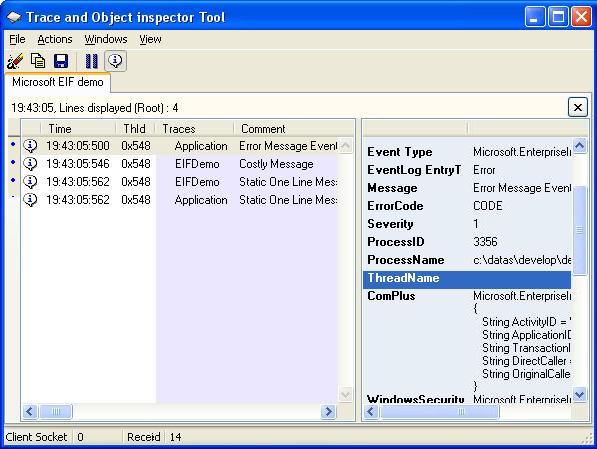 Trace and Object inspector Tool
File Actions Windows View
Microsoft EIF demo
19:43:05, Lines displayed (Root) : 4
Time ThId Traces Comment
19:43:05:500 0x548 Application Error Message Event
19:43:05:546 0x548 EIFDemo Costly Message
19:43:05:562 0x548 EIFDemo Static One Line Mes
19:43:05:562 0x548 Application Static One Line Mes
Event Type Microsoft.EnterpriseI
EventLog EntryT Error
Message Error Message Event
ErrorCode CODE
Severity 1
ProcessID 3356
ProcessName c:\datas\develop\de
ThreadName
ComPlus Microsoft.EnterpriseI
{
String ActivityID = "
String ApplicationID
String TransactionI
String DirectCaller =
String OriginalCalle
}
WindowsSecurity Microsoft.EnterpriseI
Client Socket 0 Receid 14